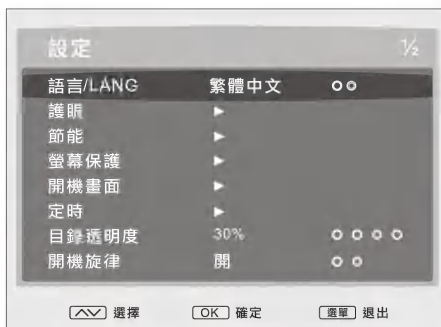 設定 1/2
語言/LANG 繁體中文
護眼
節能
螢幕保護
開機畫面
定時
目錄透明度 30%
開機旋律 開
選擇 OK 確定 選單 退出